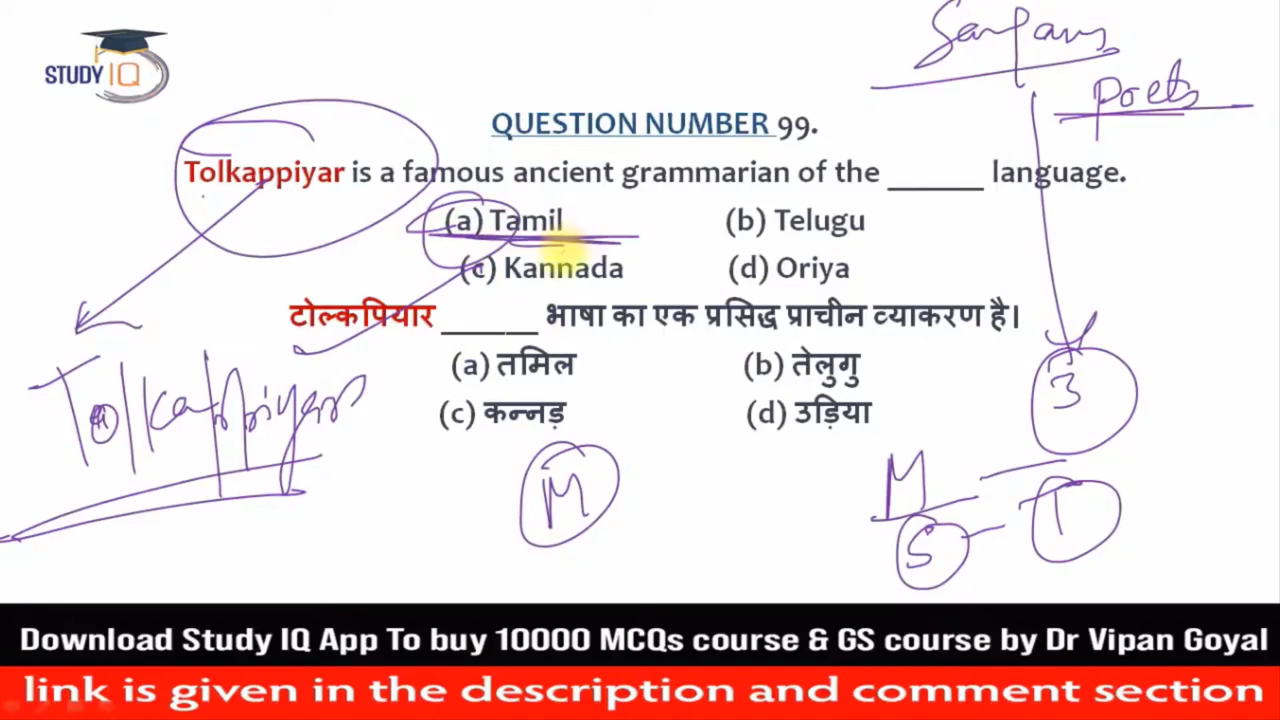 Sangam
Poets
STUDY IQ
QUESTION NUMBER 99.
Tolkappiyar is a famous ancient grammarian of the ______ language.
(a) Tamil (b) Telugu
(c) Kannada (d) Oriya
टोल्कपियार ______ भाषा का एक प्रसिद्ध प्राचीन व्याकरण है।
(a) तमिल (b) तेलुगु
(c) कन्नड़ (d) उड़िया
Tolkappiyar
3
M
M
S - T
Download Study IQ App To buy 10000 MCQs course & GS course by Dr Vipan Goyal
link is given in the description and comment section